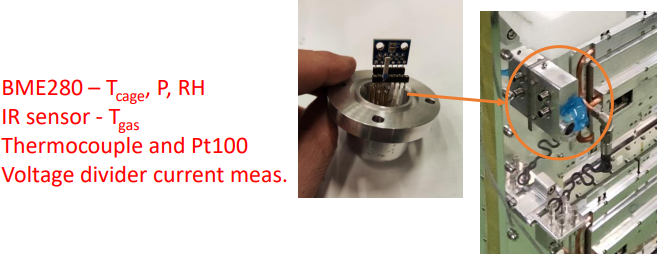 BME280 – Tcage, P, RH
IR sensor - Tgas
Thermocouple and Pt100
Voltage divider current meas.